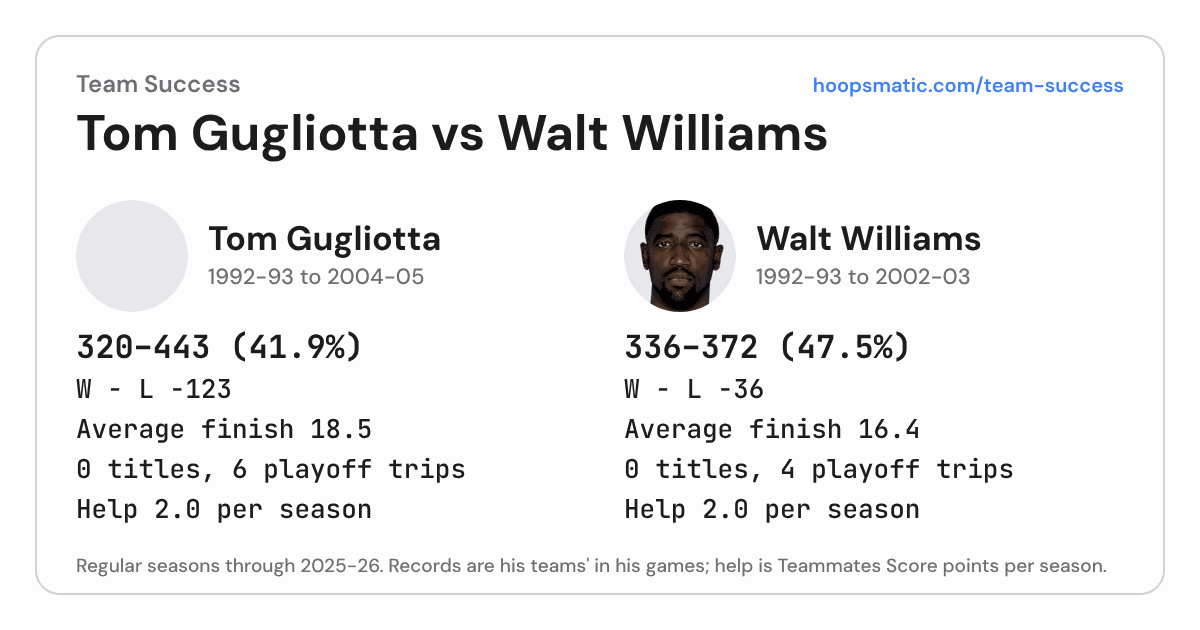 Team Success
hoopsmatic.com/team-success
Tom Gugliotta vs Walt Williams
Tom Gugliotta
1992-93 to 2004-05
320-443 (41.9%)
W - L -123
Average finish 18.5
0 titles, 6 playoff trips
Help 2.0 per season
Walt Williams
1992-93 to 2002-03
336-372 (47.5%)
W - L -36
Average finish 16.4
0 titles, 4 playoff trips
Help 2.0 per season
Regular seasons through 2025-26. Records are his teams' in his games; help is Teammates Score points per season.